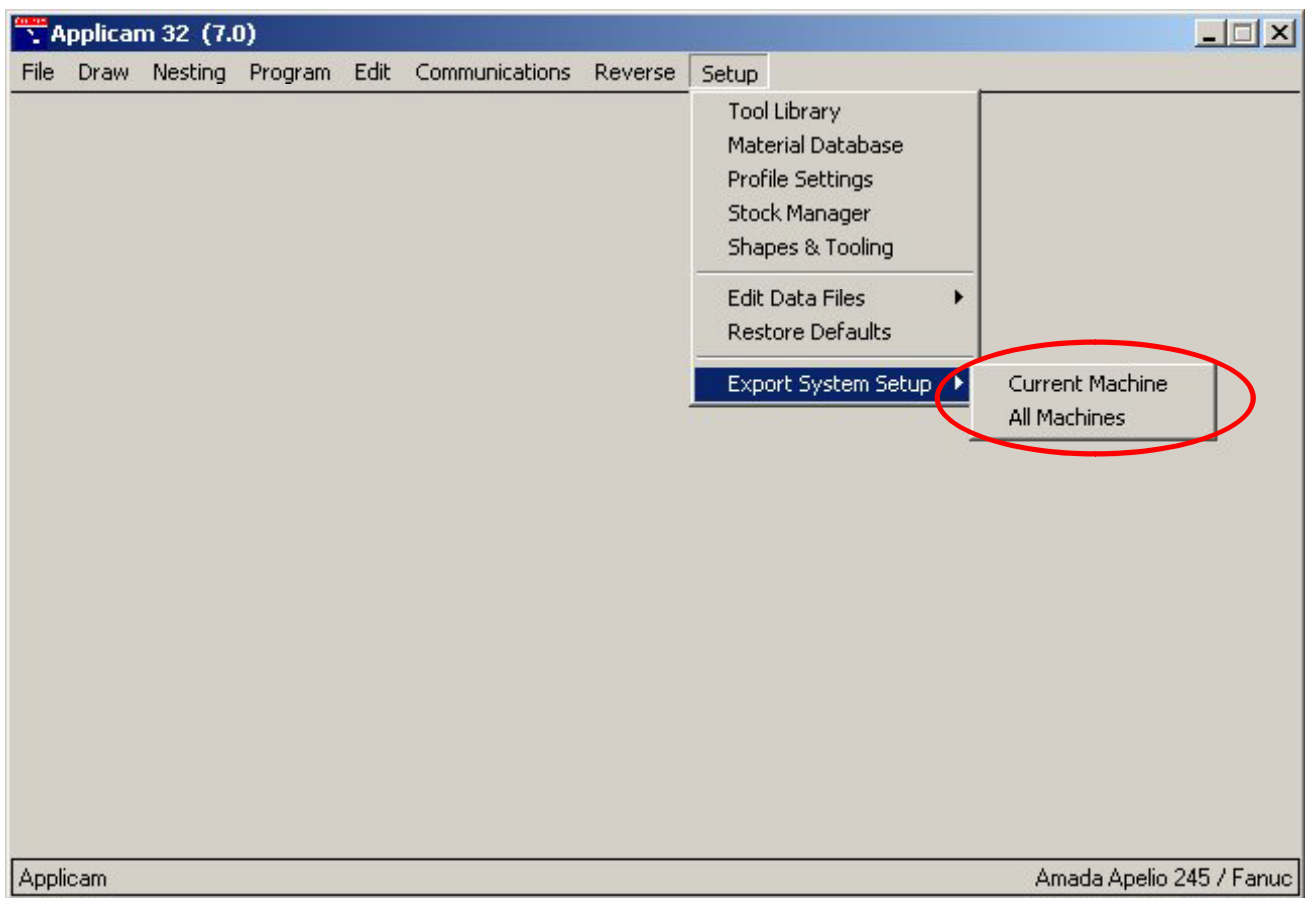 Applicam 32 (7.0)
File Draw Nesting Program Edit Communications Reverse Setup
Tool Library
Material Database
Profile Settings
Stock Manager
Shapes & Tooling
Edit Data Files
Restore Defaults
Export System Setup
Current Machine
All Machines
Applicam
Amada Apelio 245 / Fanuc